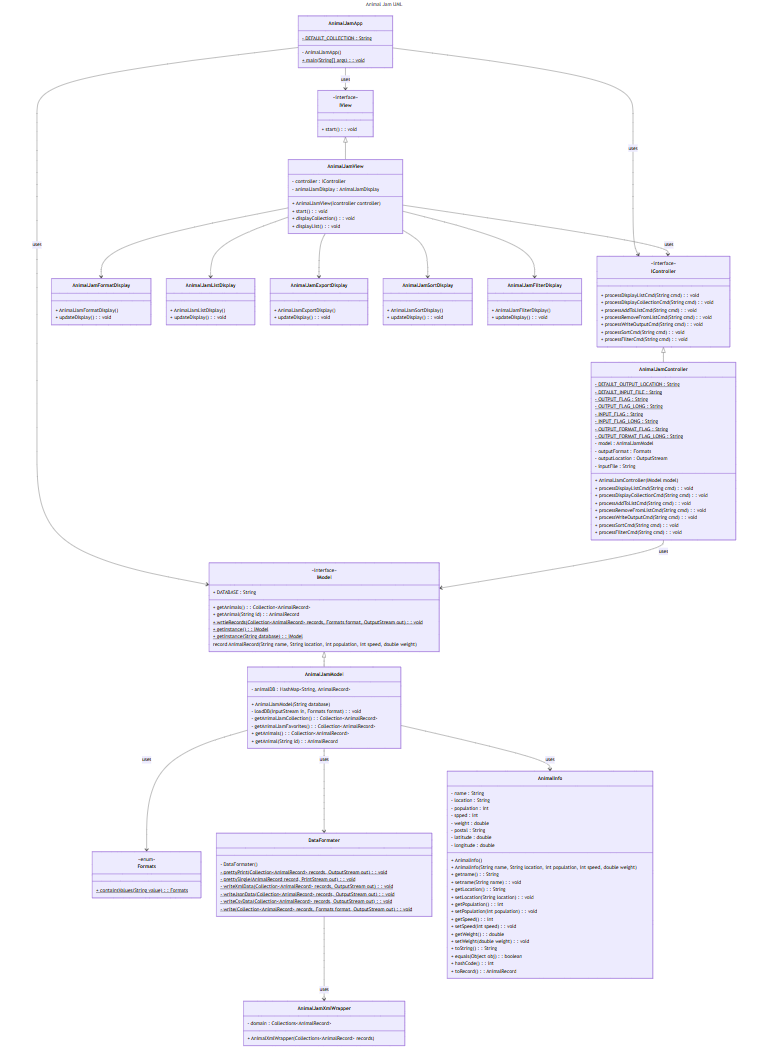 Animal Jam UML
AnimalJamApp
- DEFAULT_COLLECTION : String
- AnimalJamApp()
+ main(String[] args) : : void
uses
uses
uses
«interface»
IView
+ start() : : void
AnimalJamView
- controller : IController
- animalJamDisplay : AnimalJamDisplay
+ AnimalJamView(IController controller)
+ start() : : void
+ displayCollection() : : void
+ displayList() : : void
uses
AnimalJamFormatDisplay
+ AnimalJamFormatDisplay()
+ updateDisplay() : : void
AnimalJamListDisplay
+ AnimalJamListDisplay()
+ updateDisplay() : : void
AnimalJamExportDisplay
+ AnimalJamExportDisplay()
+ updateDisplay() : : void
AnimalJamSortDisplay
+ AnimalJamSortDisplay()
+ updateDisplay() : : void
AnimalJamFilterDisplay
+ AnimalJamFilterDisplay()
+ updateDisplay() : : void
«interface»
IController
+ processDisplayListCmd(String cmd) : : void
+ processDisplayCollectionCmd(String cmd) : : void
+ processAddToListCmd(String cmd) : : void
+ processRemoveFromListCmd(String cmd) : : void
+ processWriteOutputCmd(String cmd) : : void
+ processSortCmd(String cmd) : : void
+ processFilterCmd(String cmd) : : void
AnimalJamController
- DEFAULT_OUTPUT_LOCATION : String
- DEFAULT_INPUT_FILE : String
- OUTPUT_FLAG : String
- OUTPUT_FLAG_LONG : String
- INPUT_FLAG : String
- INPUT_FLAG_LONG : String
- OUTPUT_FORMAT_FLAG : String
- OUTPUT_FORMAT_FLAG_LONG : String
- model : AnimalJamModel
- outputFormat : Formats
- outputLocation : OutputStream
- inputFile : String
+ AnimalJamController(IModel model)
+ processDisplayListCmd(String cmd) : : void
+ processDisplayCollectionCmd(String cmd) : : void
+ processAddToListCmd(String cmd) : : void
+ processRemoveFromListCmd(String cmd) : : void
+ processWriteOutputCmd(String cmd) : : void
+ processSortCmd(String cmd) : : void
+ processFilterCmd(String cmd) : : void
uses
«interface»
IModel
+ DATABASE : String
+ getAnimals() : : Collection<AnimalRecord>
+ getAnimal(String id) : : AnimalRecord
+ writeRecords(Collection<AnimalRecord> records, Formats format, OutputStream out) : : void
+ getInstance() : : IModel
+ getInstance(String database) : : IModel
record AnimalRecord(String name, String location, int population, int speed, double weight)
AnimalJamModel
- animalDB : HashMap<String, AnimalRecord>
+ AnimalJamModel(String database)
- loadDB(InputStream in, Formats format) : : void
- getAnimalJamCollection() : : Collection<AnimalRecord>
- getAnimalJamFavorites() : : Collection<AnimalRecord>
+ getAnimals() : : Collection<AnimalRecord>
+ getAnimal(String id) : : AnimalRecord
uses
uses
uses
«enum»
Formats
+ containsValues(String value) : : Formats
DataFormater
- DataFormater()
+ prettyPrint(Collection<AnimalRecord> records, OutputStream out) : : void
- prettySingle(AnimalRecord record, PrintStream out) : : void
- writeXmlData(Collection<AnimalRecord> records, OutputStream out) : : void
- writeJsonData(Collection<AnimalRecord> records, OutputStream out) : : void
- writeCsvData(Collection<AnimalRecord> records, OutputStream out) : : void
+ write(Collection<AnimalRecord> records, Formats format, OutputStream out) : : void
AnimalInfo
- name : String
- location : String
- population : int
- spped : int
- weight : double
- postal : String
- latitude : double
- longitude : double
+ AnimalInfo()
+ AnimalInfo(String name, String location, int population, int speed, double weight)
+ getname() : : String
+ setname(String name) : : void
+ getLocation() : : String
+ setLocation(String location) : : void
+ getPopulation() : : int
+ setPopulation(int population) : : void
+ getSpeed() : : int
+ setSpeed(int speed) : : void
+ getWeight() : : double
+ setWeight(double weight) : : void
+ toString() : : String
+ equals(Object obj) : : boolean
+ hashCode() : : int
+ toRecord() : : AnimalRecord
uses
AnimalJamXmlWrapper
- domain : Collections<AnimalRecord>
+ AnimalXmlWrapper(Collections<AnimalRecord> records)